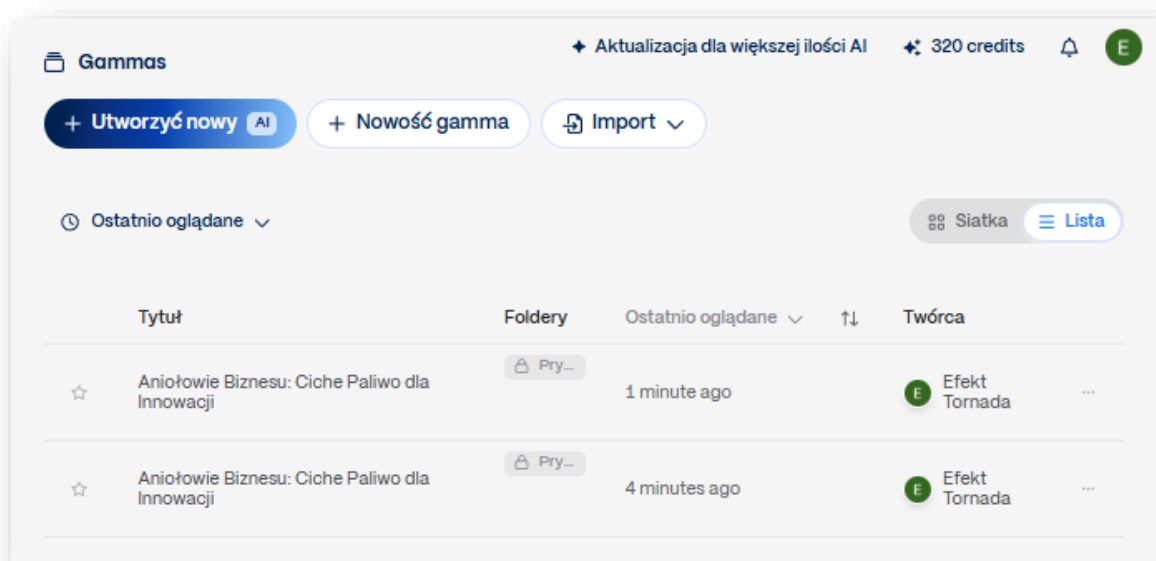 Gammas
Aktualizacja dla większej ilości AI
320 credits
E
+ Utworzyć nowy AI
+ Nowość gamma
Import
Ostatnio oglądane
Siatka
Lista
Tytuł Foldery Ostatnio oglądane Twórca
Pry...
Aniołowie Biznesu: Ciche Paliwo dla
Innowacji
1 minute ago
E
Efekt
Tornada
Pry...
Aniołowie Biznesu: Ciche Paliwo dla
Innowacji
4 minutes ago
E
Efekt
Tornada